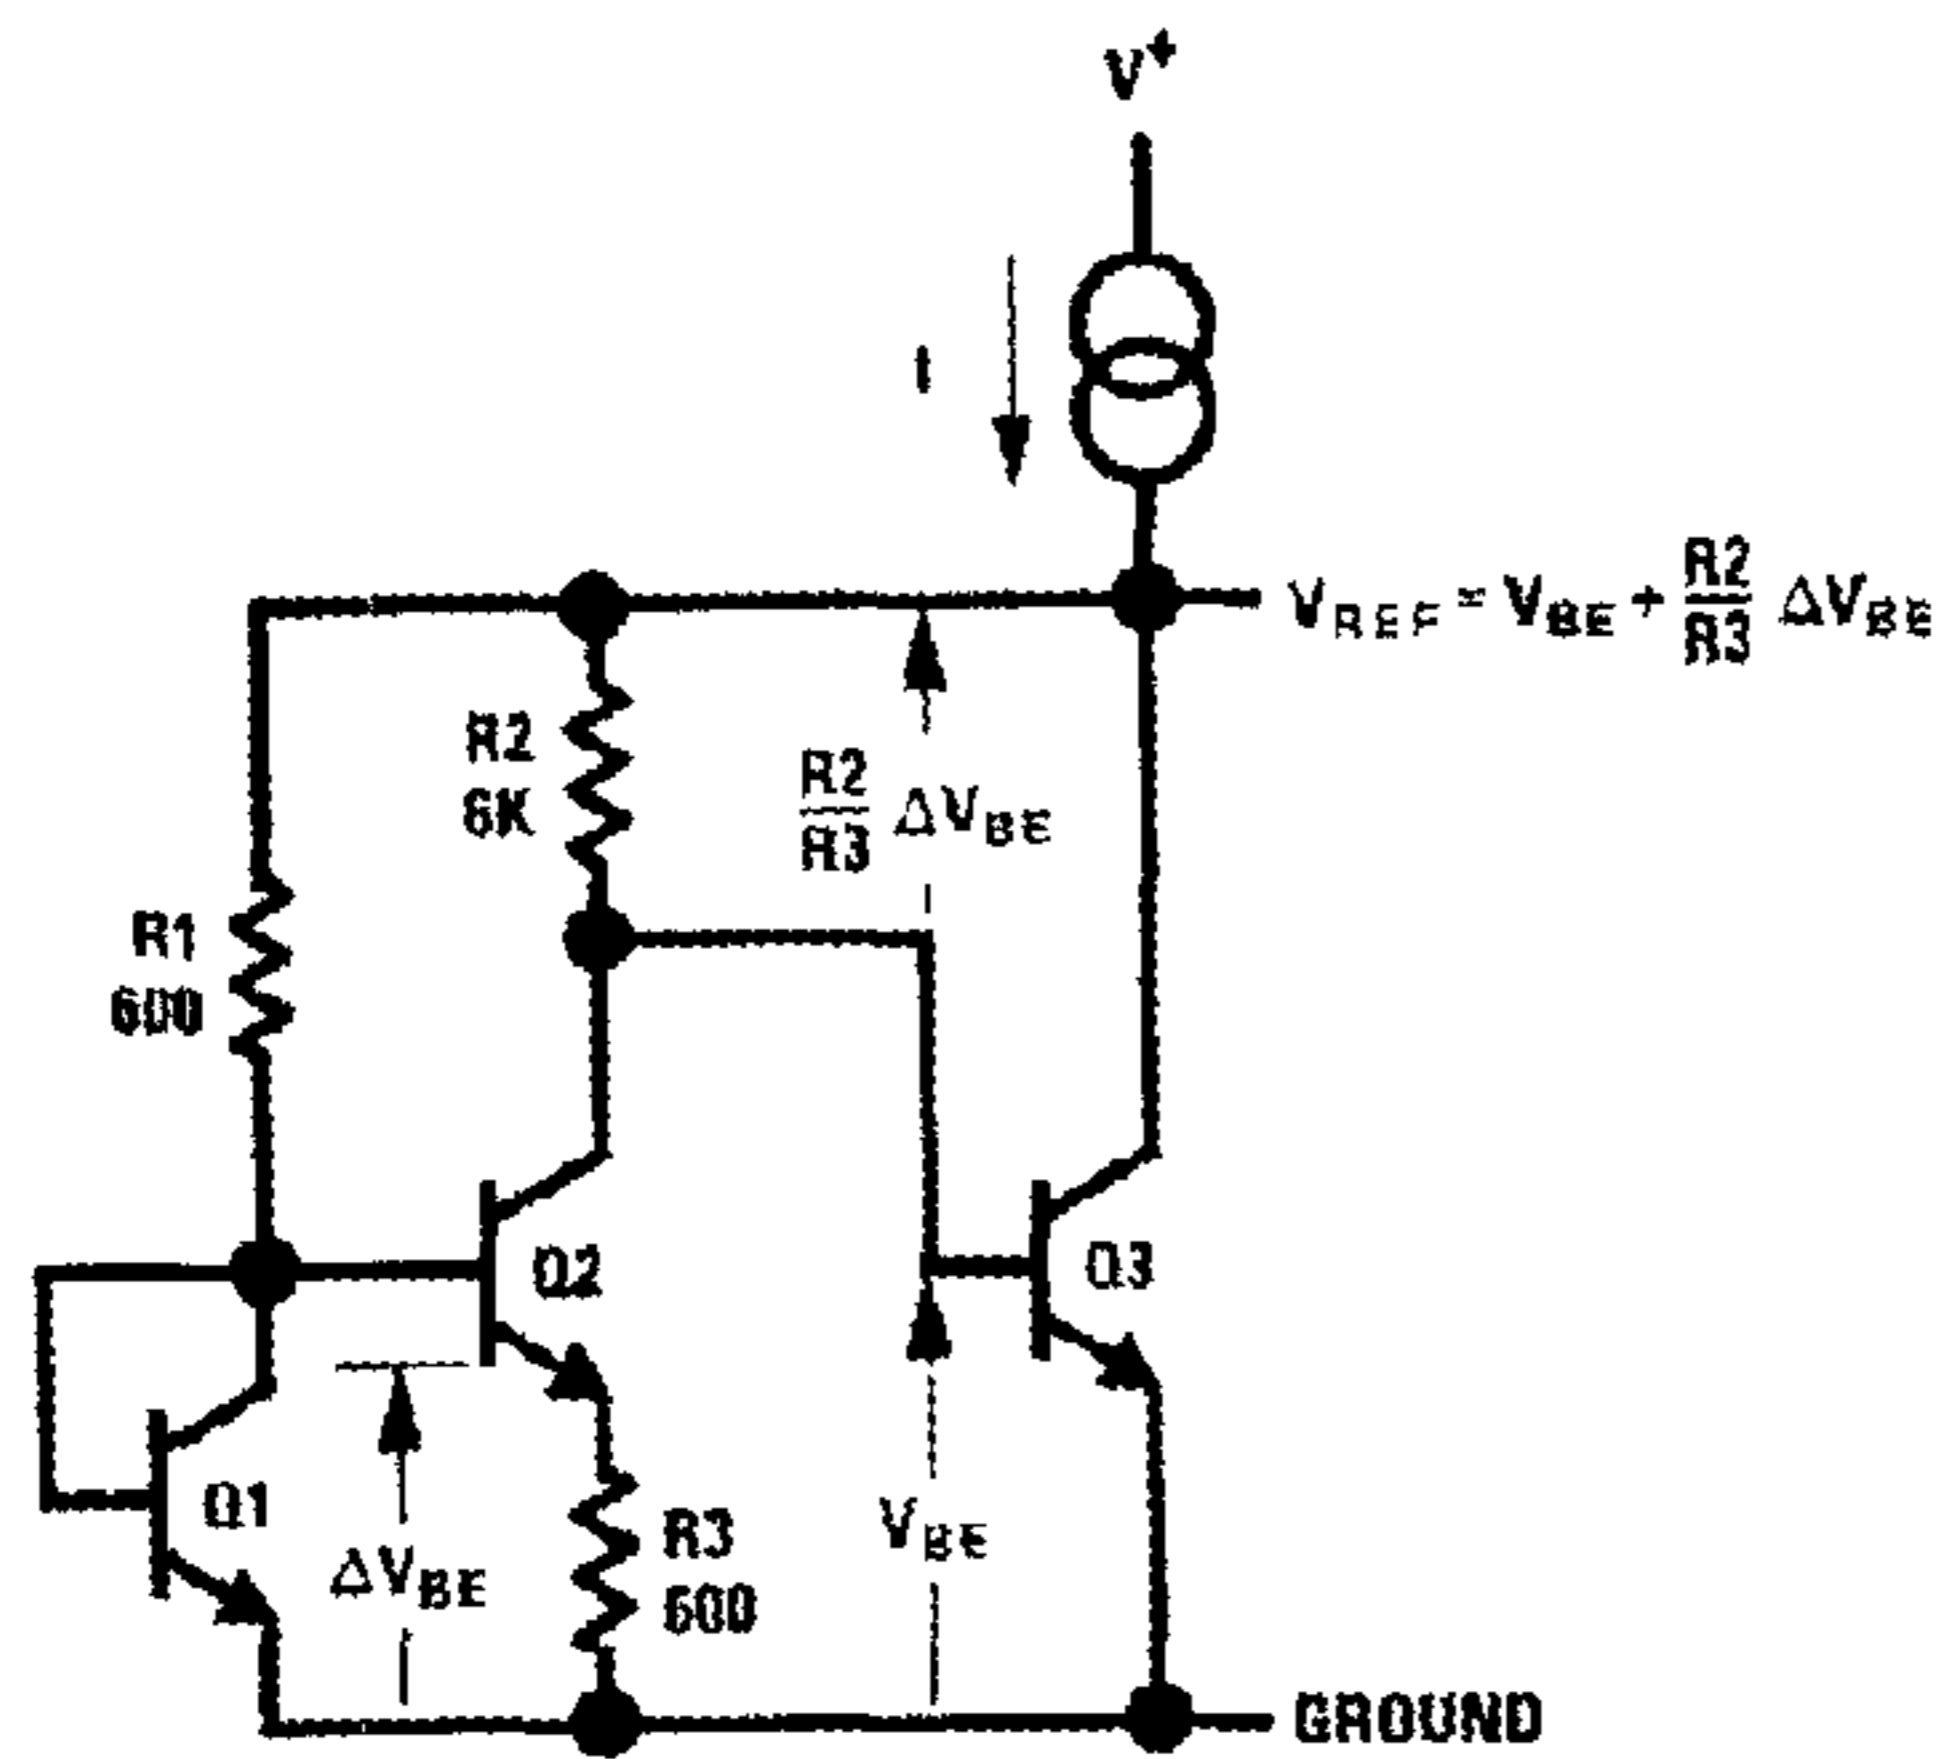 V+
I
VREF = VBE + R2/R3 ΔVBE
R2
6K
R2/R3 ΔVBE
R1
600
Q2
Q3
Q1
ΔVBE
R3
600
VBE
GROUND